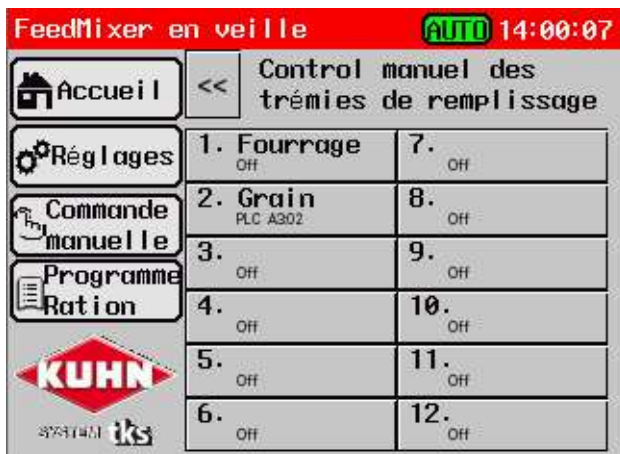 FeedMixer en veille AUTO 14:00:07
Accueil
<< Control manuel des
trémies de remplissage
Réglages
Commande
manuelle
Programme
Ration
1. Fourrage
Off
2. Grain
PLC A302
3.
Off
4.
Off
5.
Off
6.
Off
7.
Off
8.
Off
9.
Off
10.
Off
11.
Off
12.
Off
KUHN
tks